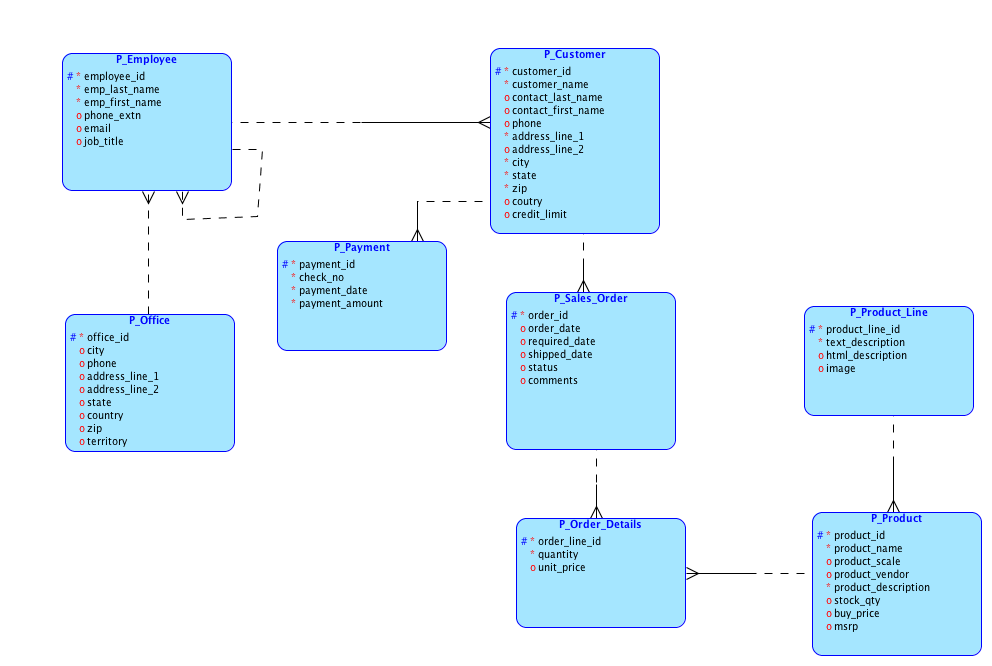 P_Employee
# * employee_id
* emp_last_name
* emp_first_name
o phone_extn
o email
o job_title
P_Customer
# * customer_id
* customer_name
o contact_last_name
o contact_first_name
o phone
* address_line_1
o address_line_2
* city
* state
* zip
o coutry
o credit_limit
P_Payment
# * payment_id
* check_no
* payment_date
* payment_amount
P_Office
# * office_id
o city
o phone
o address_line_1
o address_line_2
o state
o country
o zip
o territory
P_Sales_Order
# * order_id
o order_date
o required_date
o shipped_date
o status
o comments
P_Product_Line
# * product_line_id
* text_description
o html_description
o image
P_Order_Details
# * order_line_id
* quantity
o unit_price
P_Product
# * product_id
* product_name
o product_scale
o product_vendor
* product_description
o stock_qty
o buy_price
o msrp